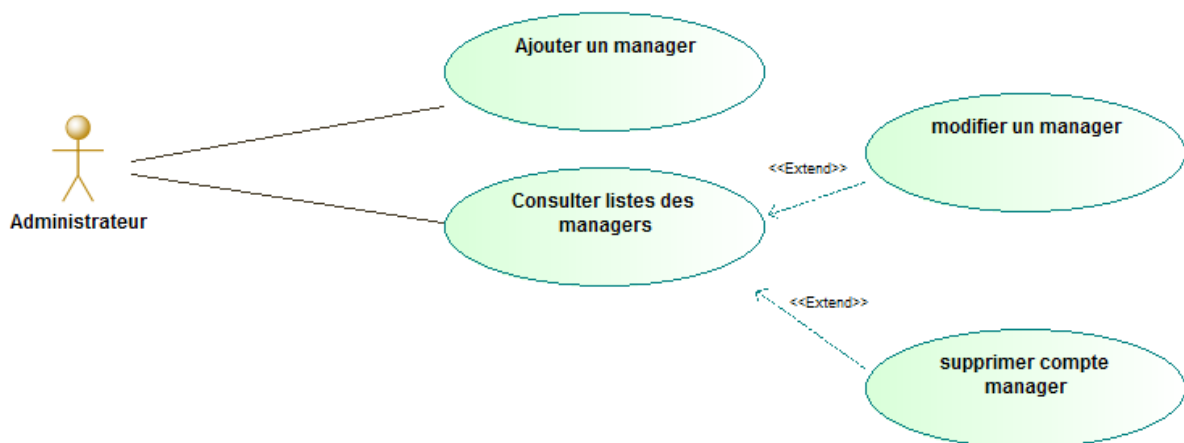 Ajouter un manager
modifier un manager
<<Extend>>
Consulter listes des
managers
Administrateur
<<Extend>>
supprimer compte
manager